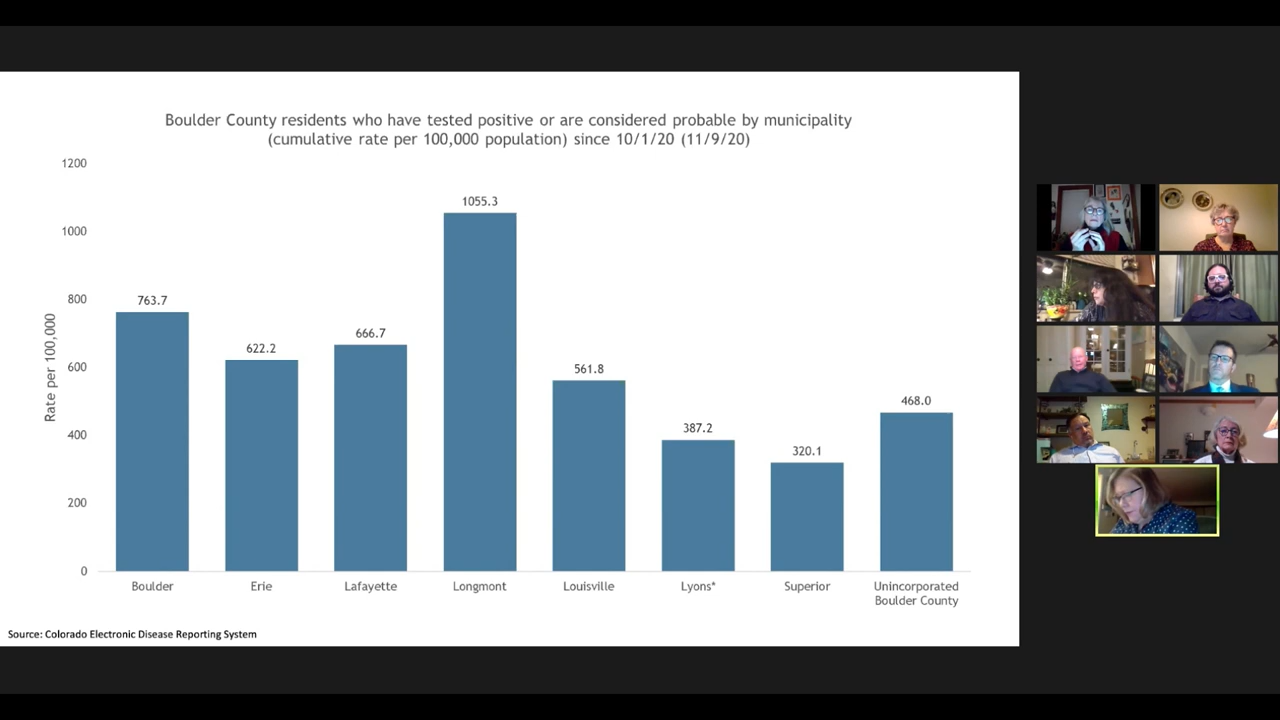 Boulder County residents who have tested positive or are considered probable by municipality
(cumulative rate per 100,000 population) since 10/1/20 (11/9/20)
Rate per 100,000
1200
1000
800
600
400
200
0
763.7
622.2
666.7
1055.3
561.8
387.2
320.1
468.0
Boulder
Erie
Lafayette
Longmont
Louisville
Lyons*
Superior
Unincorporated
Boulder County
Source: Colorado Electronic Disease Reporting System